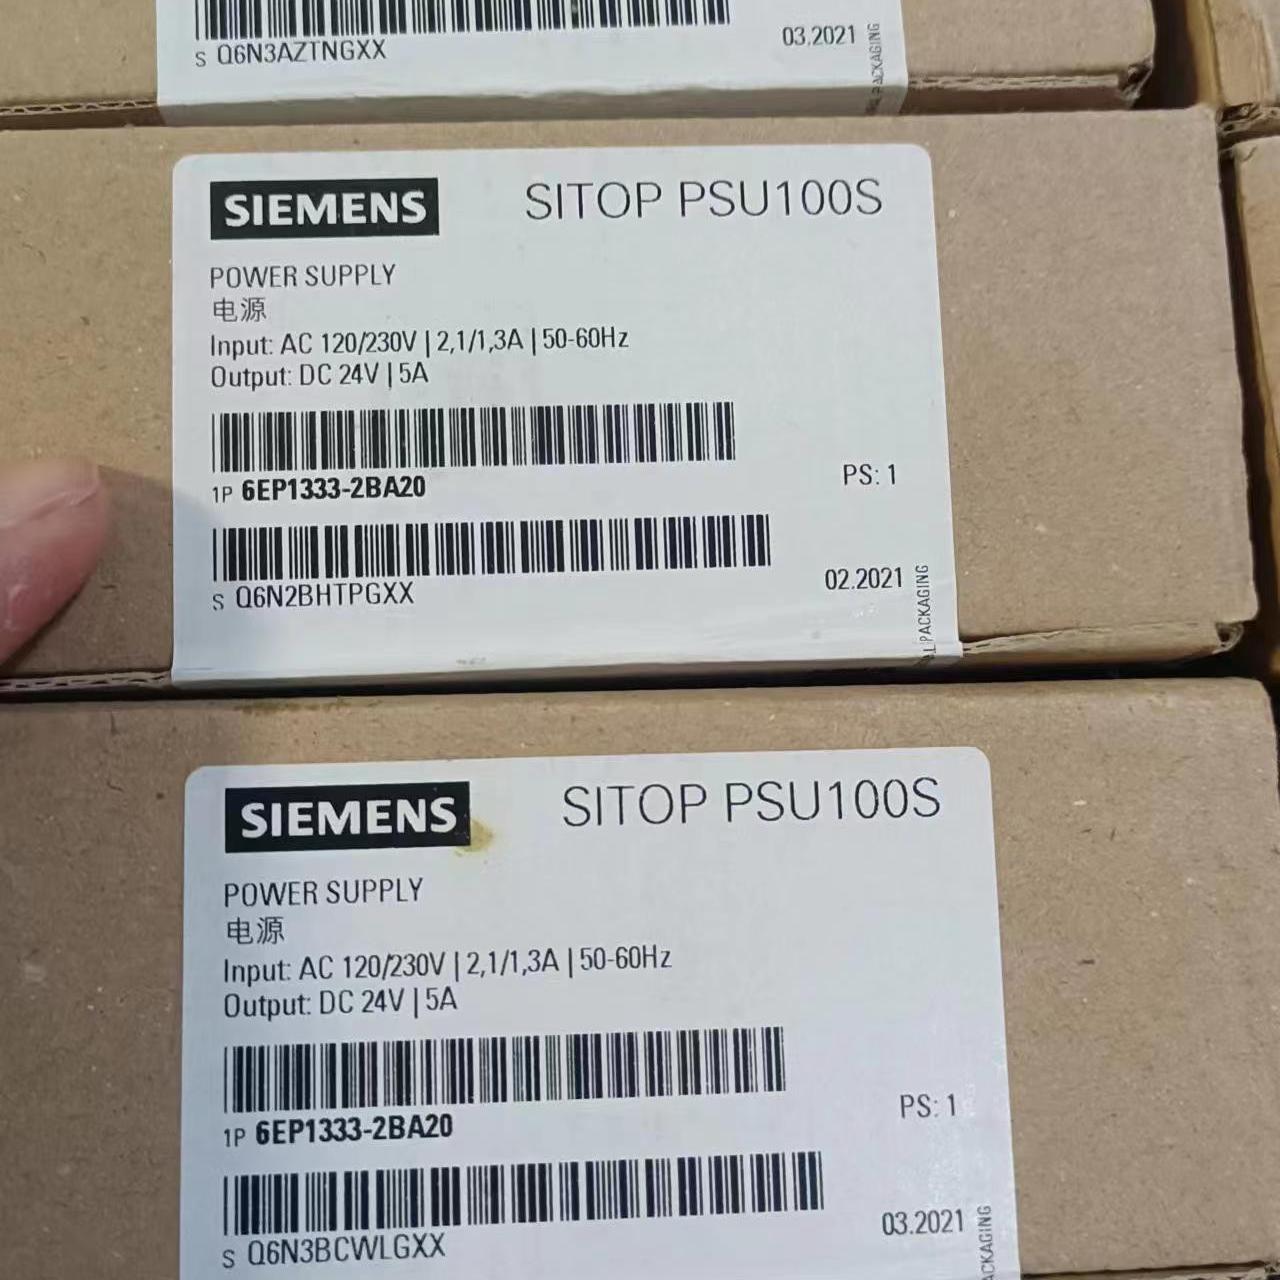 S Q6N3AZTNGXX
03.2021
PACKAGING
SIEMENS
SITOP PSU100S
POWER SUPPLY
电源
Input: AC 120/230V | 2,1/1,3A | 50-60Hz
Output: DC 24V | 5A
1P 6EP1333-2BA20
PS: 1
S Q6N2BHTPGXX
02.2021
PACKAGING
SIEMENS
SITOP PSU100S
POWER SUPPLY
电源
Input: AC 120/230V | 2,1/1,3A | 50-60Hz
Output: DC 24V | 5A
1P 6EP1333-2BA20
PS: 1
S Q6N3BCWLGXX
03.2021
ACKAGING